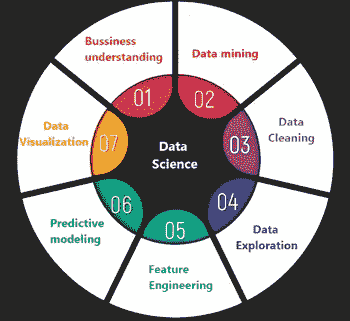 Bussiness
understanding
01
Data mining
02
Data
Cleaning
03
Data
Exploration
04
Feature
Engineering
05
Predictive
modeling
06
Data
Visualization
07
Data
Science